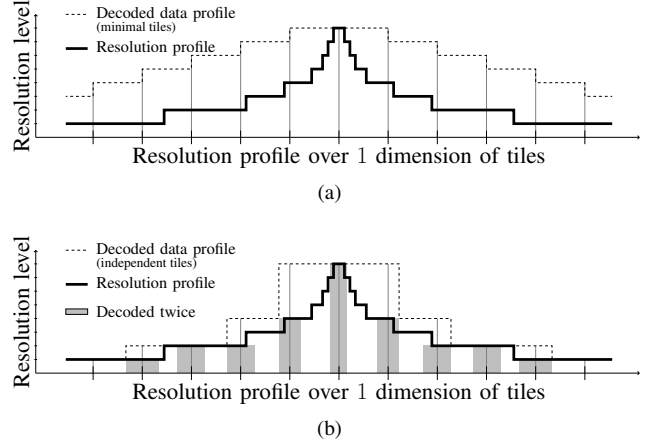 Resolution level
Decoded data profile
(minimal tiles)
Resolution profile
Resolution profile over 1 dimension of tiles
(a)
Resolution level
Decoded data profile
(independent tiles)
Resolution profile
Decoded twice
Resolution profile over 1 dimension of tiles
(b)